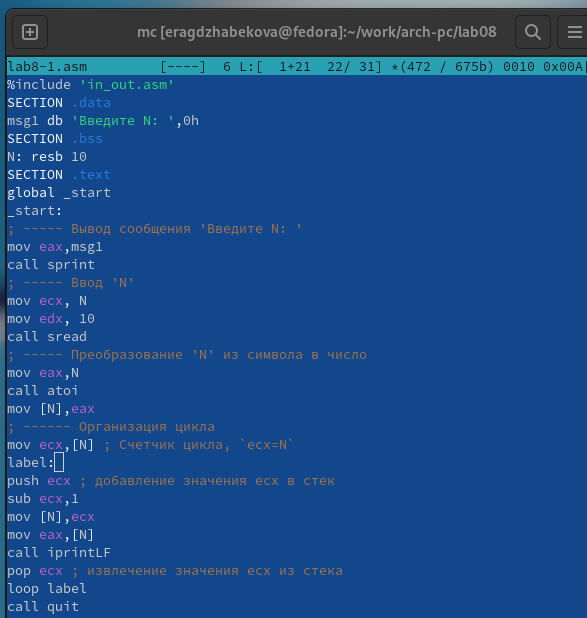 mc [eragdzhabekova@fedora]:~/work/arch-pc/lab08
lab8-1.asm [----] 6 L:[ 1+21 22/ 31] *(472 / 675b) 0010 0x00A[
%include 'in_out.asm'
SECTION .data
msg1 db 'Введите N: ',0h
SECTION .bss
N: resb 10
SECTION .text
global _start
_start:
; ----- Вывод сообщения 'Введите N: '
mov eax,msg1
call sprint
; ----- Ввод 'N'
mov ecx, N
mov edx, 10
call sread
; ----- Преобразование 'N' из символа в число
mov eax,N
call atoi
mov [N],eax
; ------ Организация цикла
mov ecx,[N] ; Счетчик цикла, `ecx=N`
label:
push ecx ; добавление значения ecx в стек
sub ecx,1
mov [N],ecx
mov eax,[N]
call iprintLF
pop ecx ; извлечение значения ecx из стека
loop label
call quit